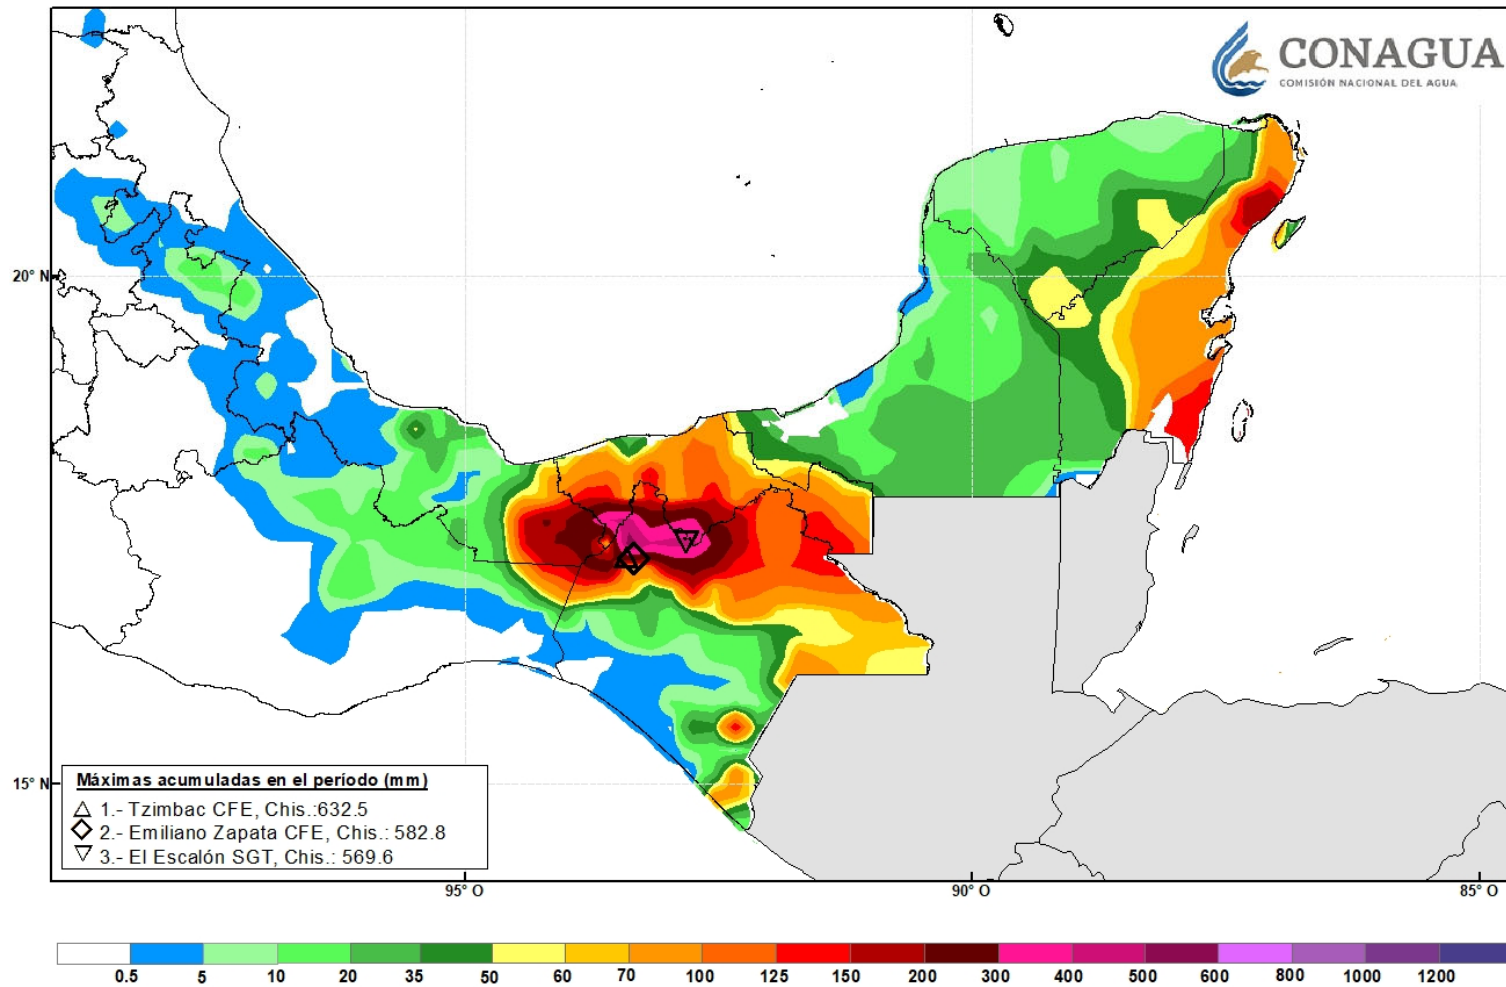 CONAGUA
COMISIÓN NACIONAL DEL AGUA
20° N
15° N
Máximas acumuladas en el período (mm)
1.- Tzimbac CFE, Chis.:632.5
2.- Emiliano Zapata CFE, Chis.: 582.8
3.- El Escalón SGT, Chis.: 569.6
95° O 90° O 85° O
0.5 5 10 20 35 50 60 70 100 125 150 200 300 400 500 600 800 1000 1200